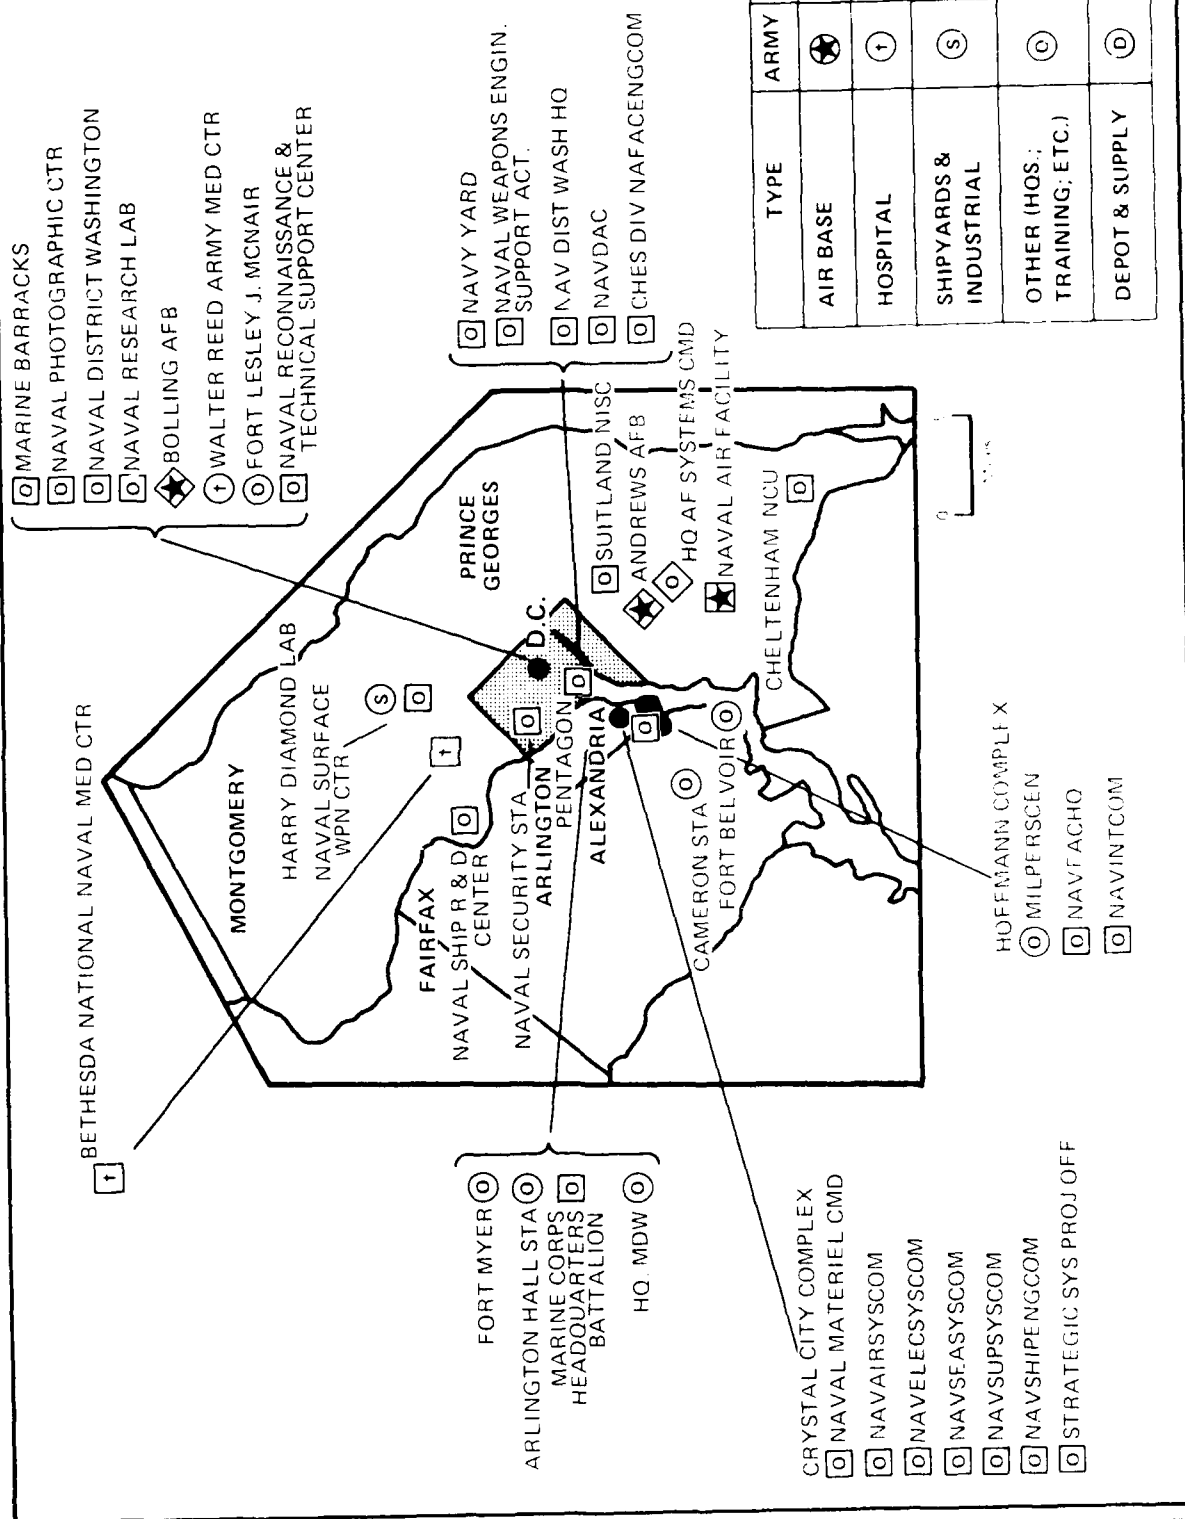 BETHESDA NATIONAL NAVAL MED CTR
MARINE BARRACKS
NAVAL PHOTOGRAPHIC CTR
NAVAL DISTRICT WASHINGTON
NAVAL RESEARCH LAB
BOLLING AFB
WALTER REED ARMY MED CTR
FORT LESLEY J. MCNAIR
NAVAL RECONNAISSANCE &
TECHNICAL SUPPORT CENTER
MONTGOMERY
HARRY DIAMOND LAB
NAVAL SURFACE
WPN CTR
PRINCE
GEORGES
FAIRFAX
NAVAL SHIP R & D
CENTER
NAVAL SECURITY STA
ARLINGTON
PENTAGON
ALEXANDRIA
D.C.
NAVY YARD
NAVAL WEAPONS ENGIN.
SUPPORT ACT.
NAV DIST WASH HQ
NAVDAC
CHES DIV NAFACENGCOM
SUITLAND NISC
ANDREWS AFB
HQ AF SYSTEMS CMD
NAVAL AIR FACILITY
CHELTENHAM NCU
CAMERON STA
FORT BELVOIR
FORT MYER
ARLINGTON HALL STA
MARINE CORPS
HEADQUARTERS
BATTALION
HQ. MDW
CRYSTAL CITY COMPLEX
NAVAL MATERIEL CMD
NAVAIRSYSCOM
NAVELECSYSCOM
NAVSEASYSCOM
NAVSUPSYSCOM
NAVSHIPENGCOM
STRATEGIC SYS PROJ OFF
HOFFMANN COMPLEX
MILPERSCEN
NAVFACHQ
NAVINTCOM
0
TYPE ARMY
AIR BASE
HOSPITAL t
SHIPYARDS & S
INDUSTRIAL
OTHER (HOS.; O
TRAINING; ETC.)
DEPOT & SUPPLY D